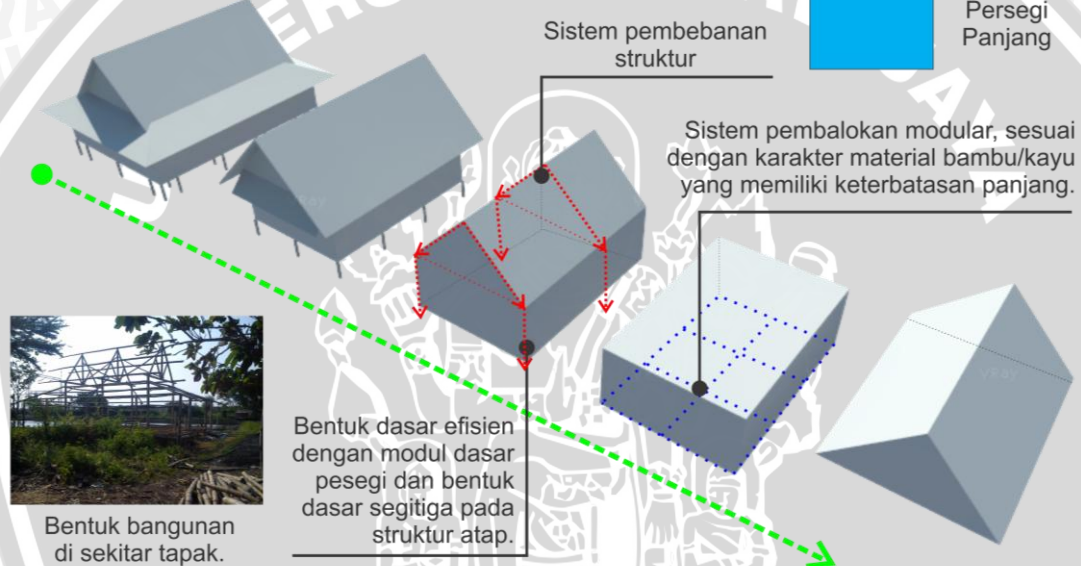 Persegi
Panjang
Sistem pembebanan
struktur
Sistem pembalokan modular, sesuai
dengan karakter material bambu/kayu
yang memiliki keterbatasan panjang.
Bentuk dasar efisien
dengan modul dasar
pesegi dan bentuk
dasar segitiga pada
struktur atap.
Bentuk bangunan
di sekitar tapak.